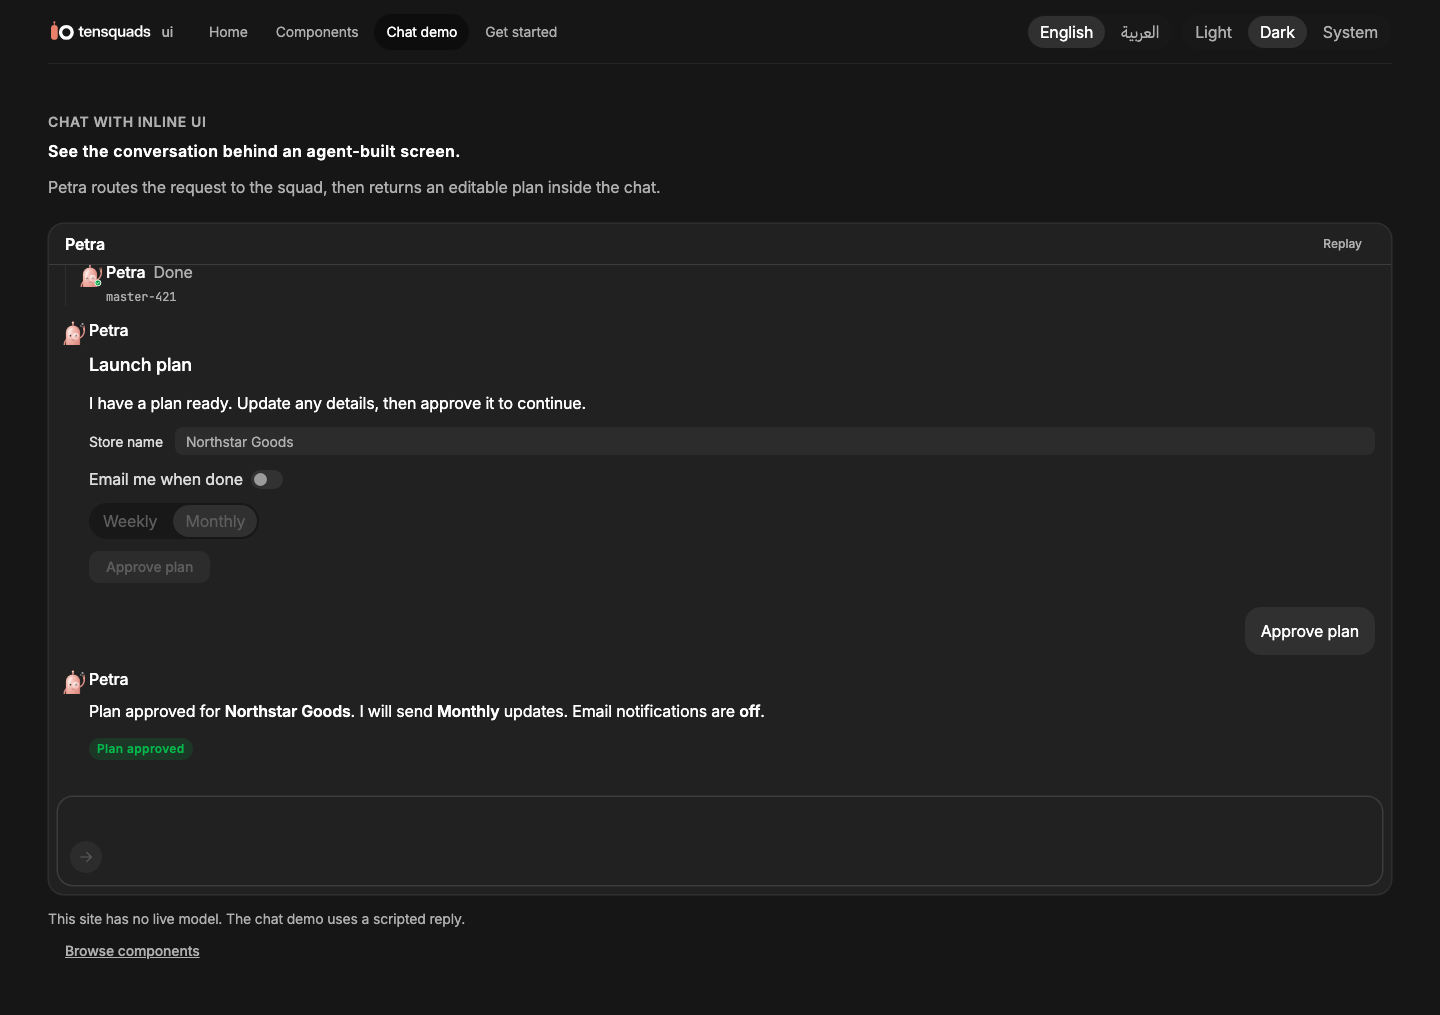 tensquads ui
Home
Components
Chat demo
Get started
English
العربية
Light
Dark
System
CHAT WITH INLINE UI
See the conversation behind an agent-built screen.
Petra routes the request to the squad, then returns an editable plan inside the chat.
Petra
Replay
Petra Done
master-421
Petra
Launch plan
I have a plan ready. Update any details, then approve it to continue.
Store name Northstar Goods
Email me when done
Weekly Monthly
Approve plan
Approve plan
Petra
Plan approved for Northstar Goods. I will send Monthly updates. Email notifications are off.
Plan approved
This site has no live model. The chat demo uses a scripted reply.
Browse components